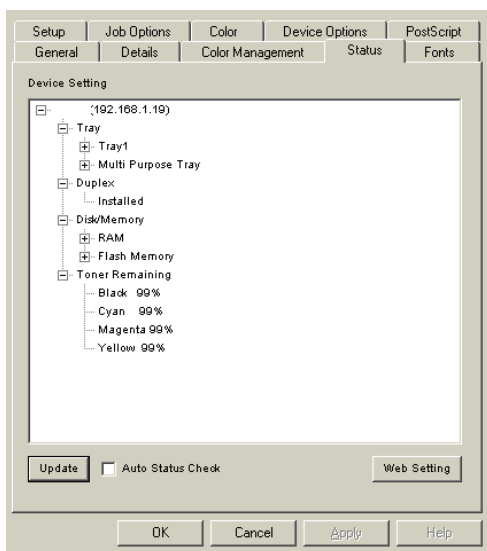 Setup Job Options Color Device Options PostScript
General Details Color Management Status Fonts
Device Setting
(192.168.1.19)
Tray
Tray1
Multi Purpose Tray
Duplex
Installed
Disk/Memory
RAM
Flash Memory
Toner Remaining
Black 99%
Cyan 99%
Magenta 99%
Yellow 99%
Update Auto Status Check Web Setting
OK Cancel Apply Help